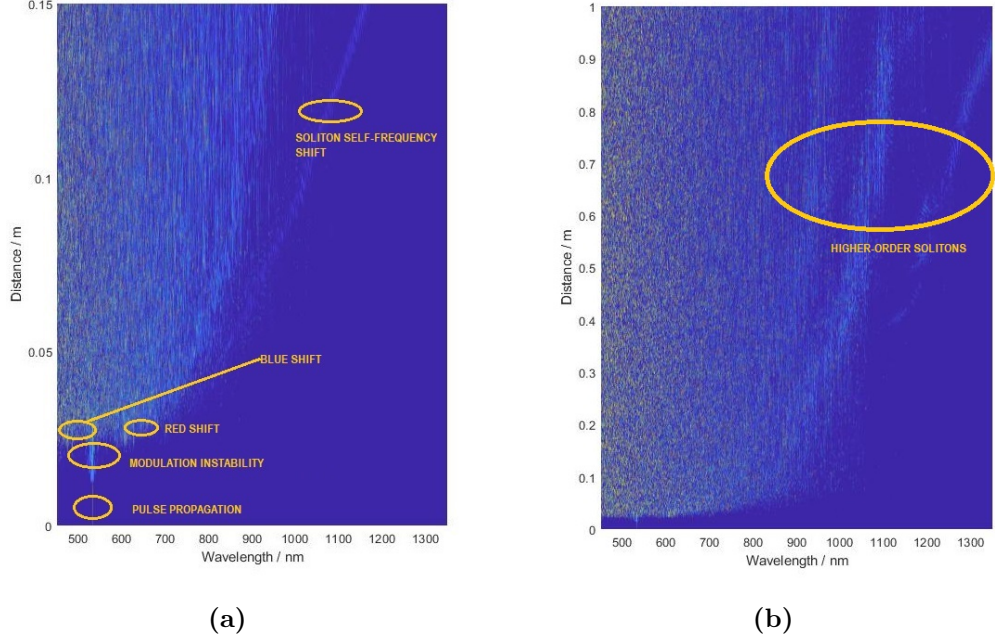 0.15
0.1
0.05
0
Distance / m
SOLITON SELF-FREQUENCY
SHIFT
BLUE SHIFT
RED SHIFT
MODULATION INSTABILITY
PULSE PROPAGATION
500 600 700 800 900 1000 1100 1200 1300
Wavelength / nm
(a)
1
0.9
0.8
0.7
0.6
0.5
0.4
0.3
0.2
0.1
0
Distance / m
HIGHER-ORDER SOLITONS
500 600 700 800 900 1000 1100 1200 1300
Wavelength / nm
(b)